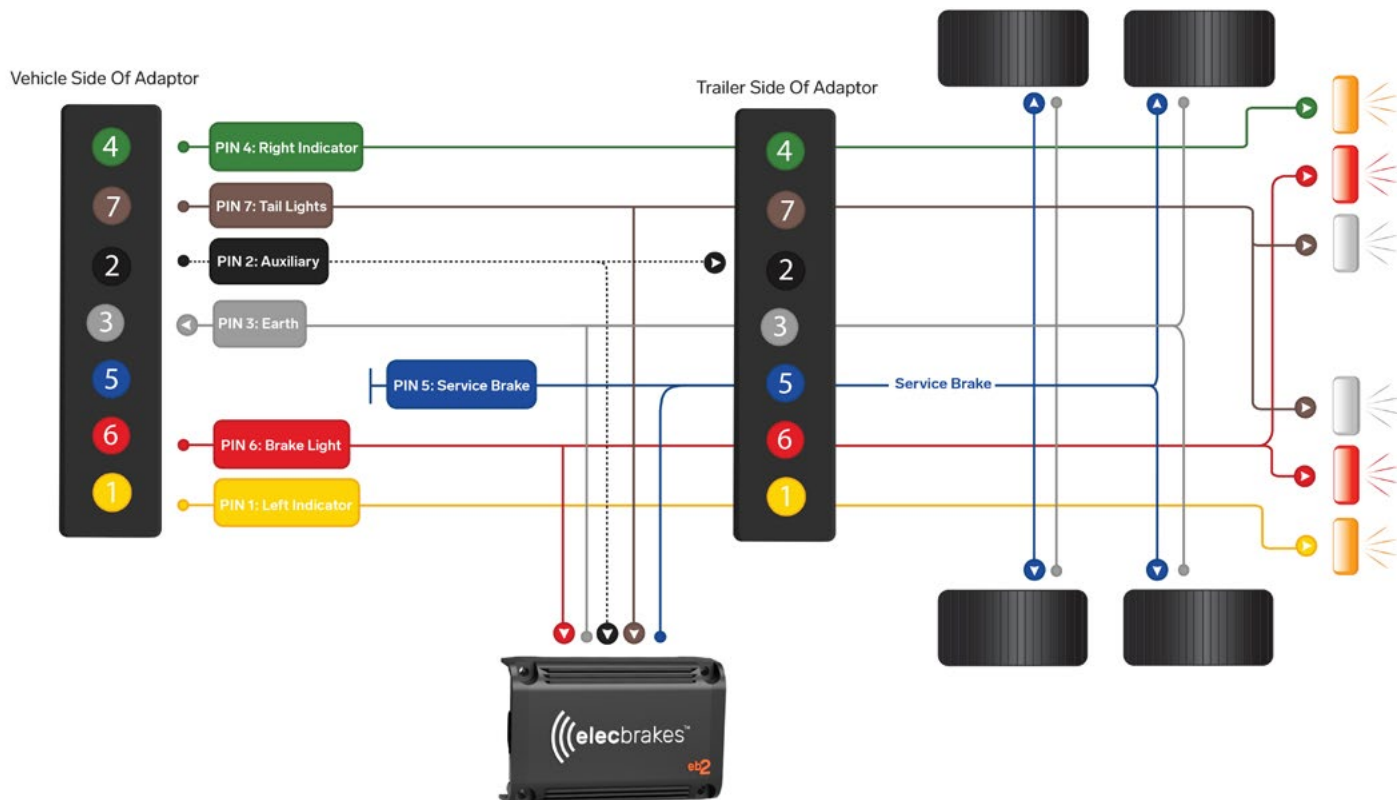 Vehicle Side Of Adaptor
Trailer Side Of Adaptor
4
PIN 4: Right Indicator
4
7
PIN 7: Tail Lights
7
2
PIN 2: Auxiliary
2
3
PIN 3: Earth
3
5
PIN 5: Service Brake
5
Service Brake
6
PIN 6: Brake Light
6
1
PIN 1: Left Indicator
1
elecbrakes™
eb2